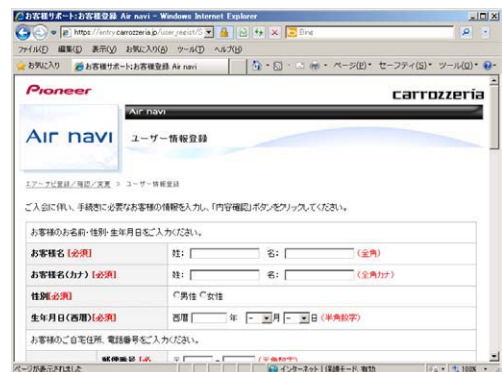 お客様サポート:お客様登録 Air navi - Windows Internet Explorer
https://entry.carrozzeria.jp/user_regist/S
Bing
ファイル(F) 編集(E) 表示(V) お気に入り(A) ツール(T) ヘルプ(H)
お気に入り お客様サポート:お客様登録 Air navi ページ(P) セーフティ(S) ツール(O)
Pioneer carrozzeria
Air navi
Air navi ユーザー情報登録
エアーナビ登録/確認/変更 > ユーザー情報登録
ご入会に伴い、手続きに必要なお客様の情報を入力し、「内容確認」ボタンをクリックしてください。
お客様のお名前・性別・生年月日をご入力ください。
お客様名 [必須] 姓: 名: (全角)
お客様名(カナ) [必須] 姓: 名: (全角カナ)
性別[必須] 男性 女性
生年月日(西暦)[必須] 西暦 年 - 月 - 日 (半角数字)
お客様のご自宅住所、電話番号をご入力ください。
郵便番号 [必 〒 - (半角数字)
ページが表示されました インターネット | 保護モード: 有効 100%